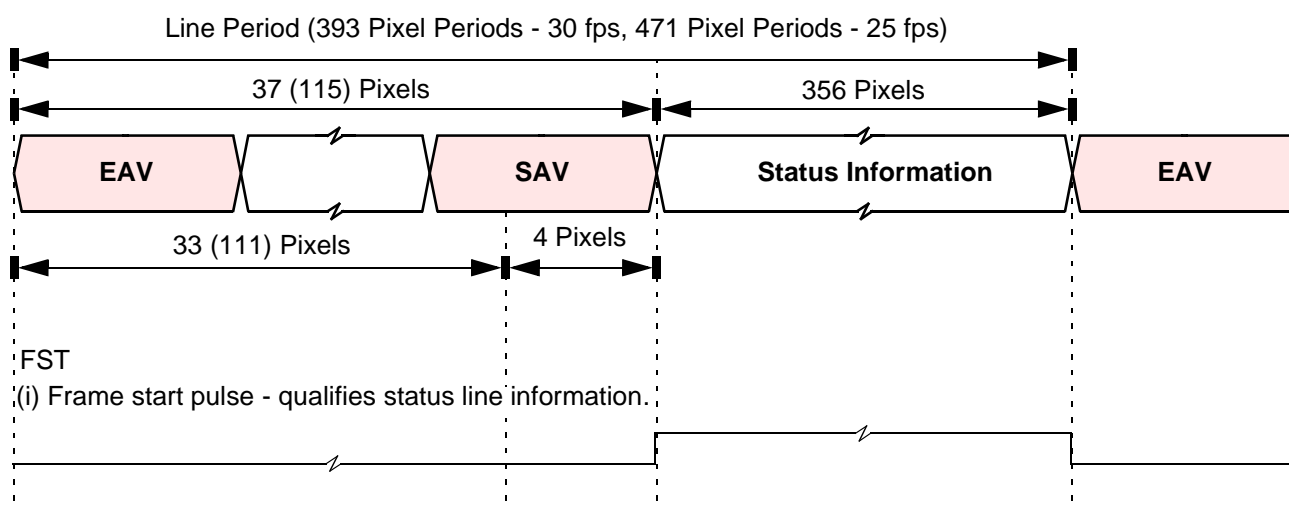 Line Period (393 Pixel Periods - 30 fps, 471 Pixel Periods - 25 fps)
37 (115) Pixels
356 Pixels
EAV
SAV
Status Information
EAV
33 (111) Pixels
4 Pixels
FST
(i) Frame start pulse - qualifies status line information.